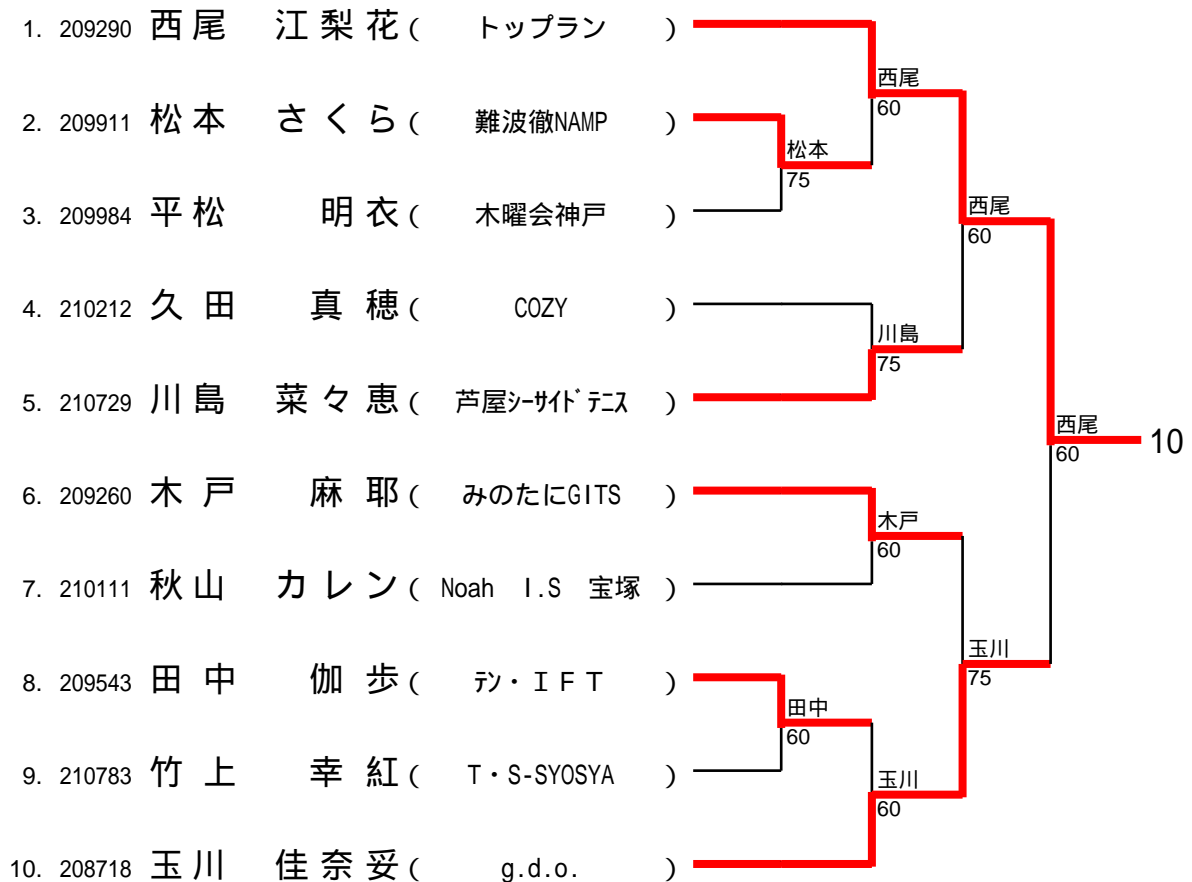 1. 209290 西尾 江梨花 ( トップラン )
西尾
60
2. 209911 松本 さくら ( 難波徹NAMP )
松本
75
3. 209984 平松 明衣 ( 木曜会神戸 )
西尾
60
4. 210212 久田 真穂 ( COZY )
川島
75
5. 210729 川島 菜々恵 ( 芦屋シーサイドテニス )
西尾
60
10
6. 209260 木戸 麻耶 ( みのたにGITS )
木戸
60
7. 210111 秋山 カレン ( Noah I.S 宝塚 )
玉川
75
8. 209543 田中 伽歩 ( テン・IFT )
田中
60
9. 210783 竹上 幸紅 ( T・S-SYOSYA )
玉川
60
10. 208718 玉川 佳奈妥 ( g.d.o. )